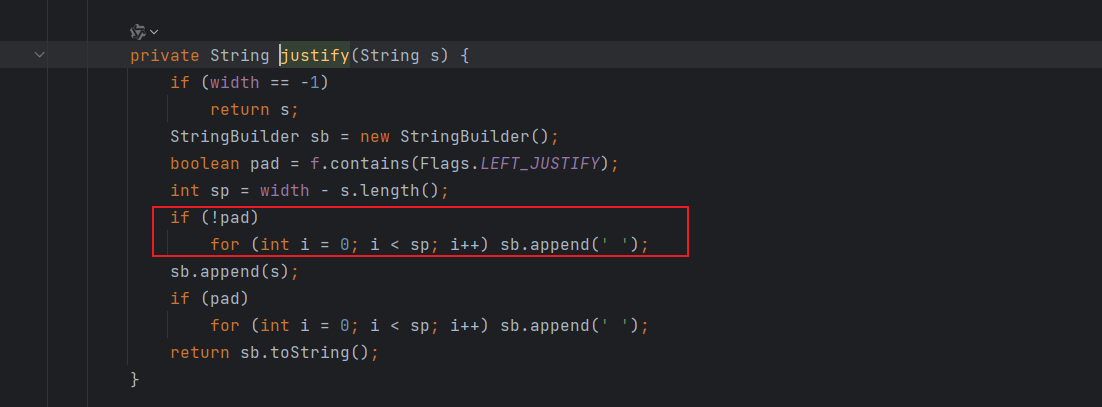 private String justify(String s) {
    if (width == -1)
        return s;
    StringBuilder sb = new StringBuilder();
    boolean pad = f.contains(Flags.LEFT_JUSTIFY);
    int sp = width - s.length();
    if (!pad)
        for (int i = 0; i < sp; i++) sb.append(' ');
    sb.append(s);
    if (pad)
        for (int i = 0; i < sp; i++) sb.append(' ');
    return sb.toString();
}